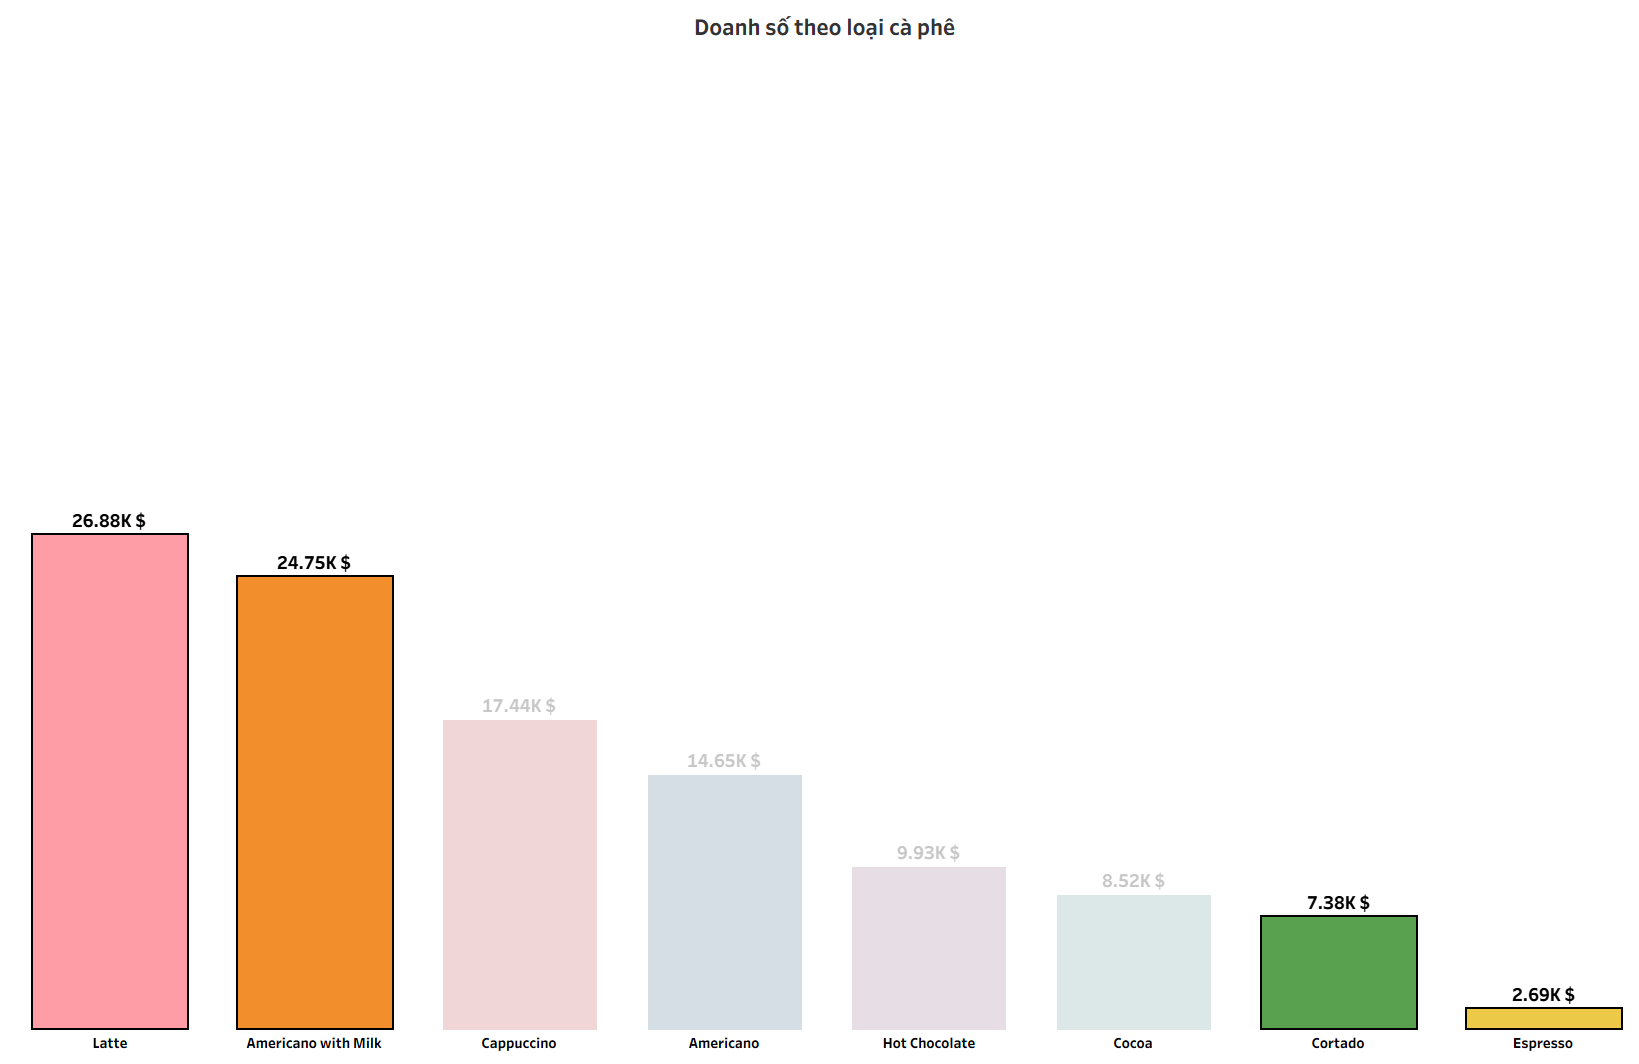 Doanh số theo loại cà phê
26.88K $
24.75K $
17.44K $
14.65K $
9.93K $
8.52K $
7.38K $
2.69K $
Latte
Americano with Milk
Cappuccino
Americano
Hot Chocolate
Cocoa
Cortado
Espresso